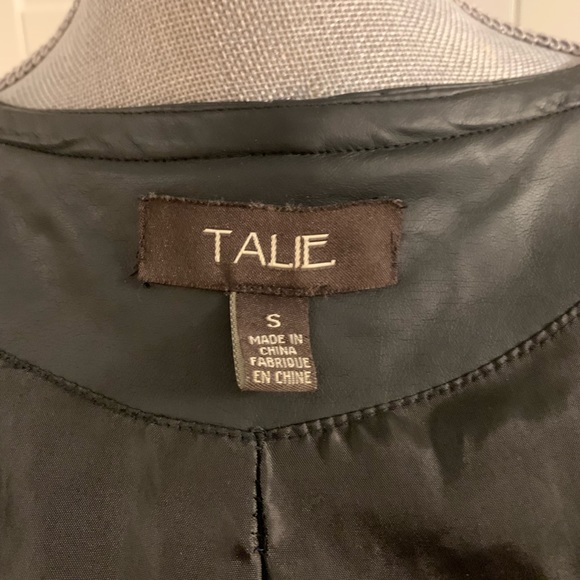 TALIE
S
MADE IN
CHINA
FABRIQUE
EN CHINE